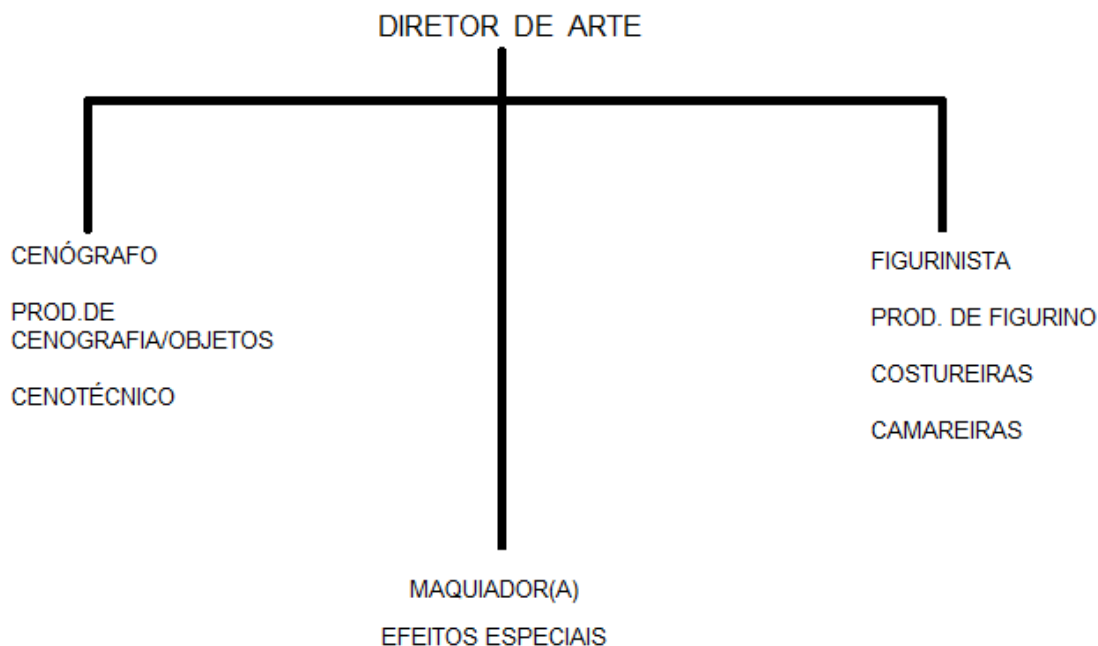 DIRETOR DE ARTE
CENÓGRAFO
PROD.DE
CENOGRAFIA/OBJETOS
CENOTÉCNICO
FIGURINISTA
PROD. DE FIGURINO
COSTUREIRAS
CAMAREIRAS
MAQUIADOR(A)
EFEITOS ESPECIAIS